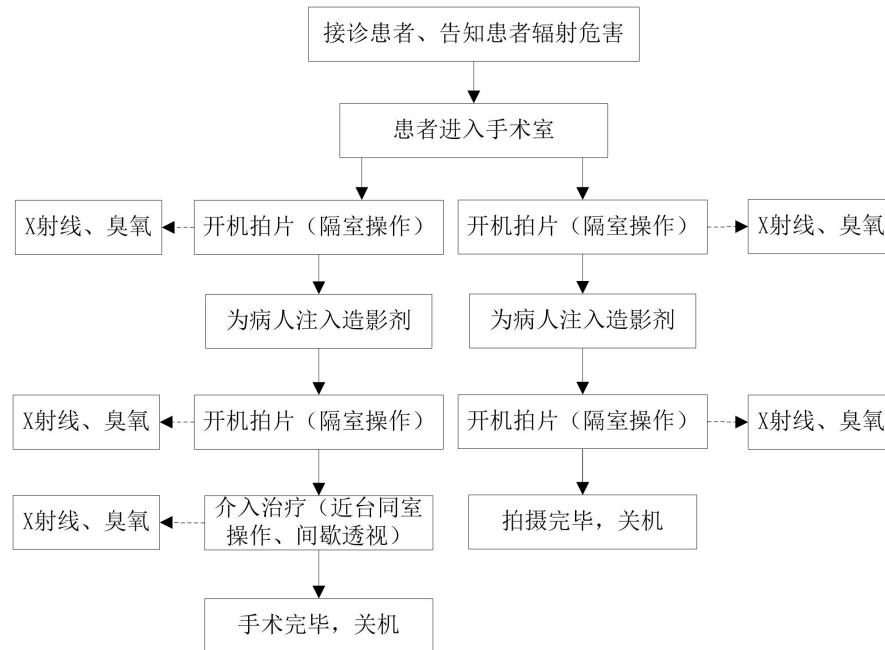 接诊患者、告知患者辐射危害
患者进入手术室
X射线、臭氧
开机拍片（隔室操作）
开机拍片（隔室操作）
X射线、臭氧
为病人注入造影剂
为病人注入造影剂
X射线、臭氧
开机拍片（隔室操作）
开机拍片（隔室操作）
X射线、臭氧
X射线、臭氧
介入治疗（近台同室
操作、间歇透视）
拍摄完毕，关机
手术完毕，关机